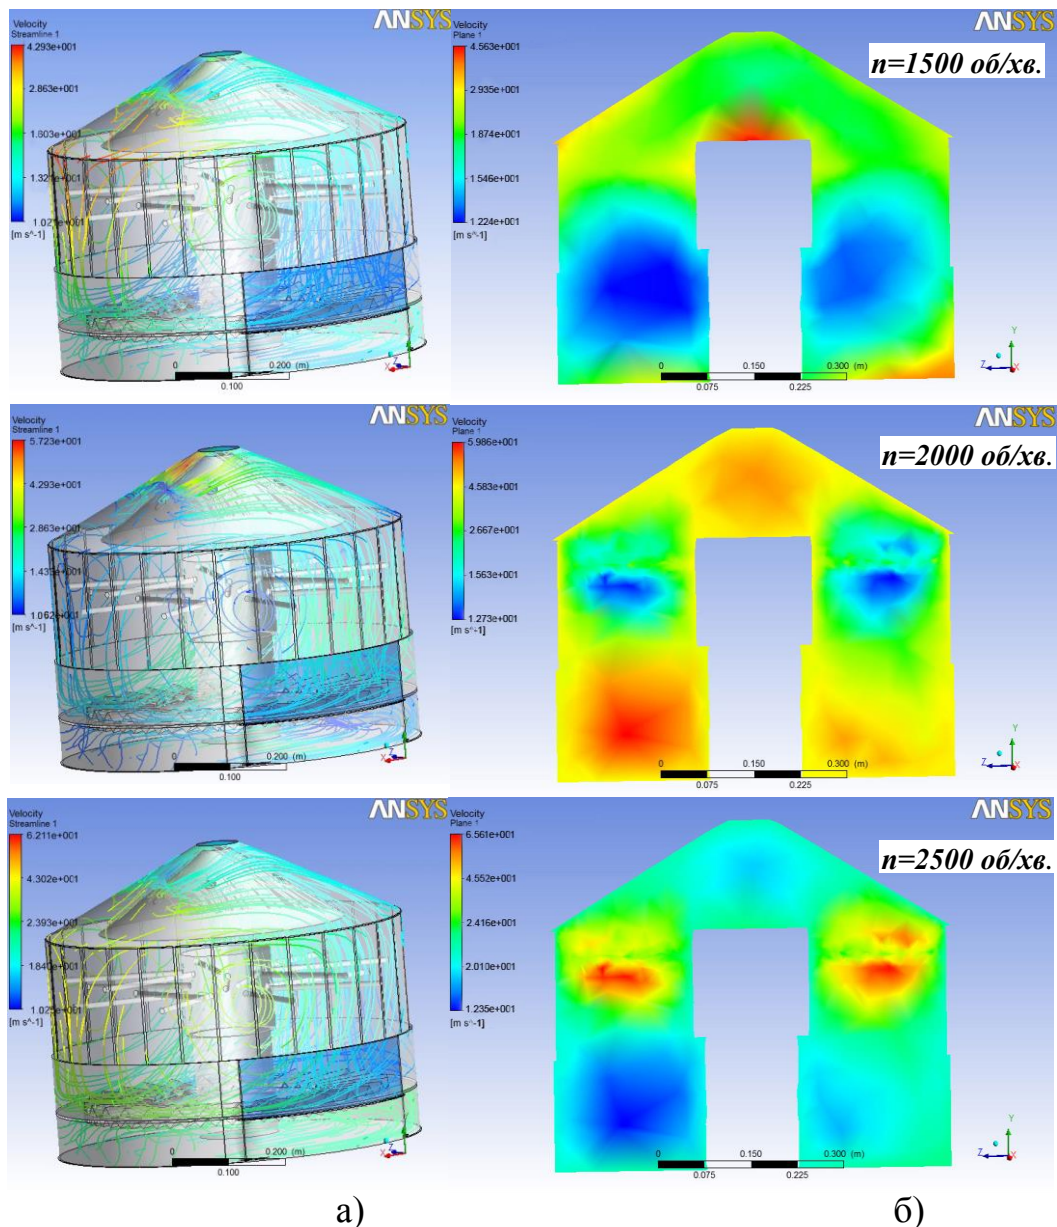 Velocity
Streamline 1
4.293e+001
2.863e+001
[m s^-1]
0
0.200 (m)
0.100
ANSYS
Velocity
Plane 1
4.563e+001
2.935e+001
1.874e+001
1.546e+001
1.224e+001
[m s^-1]
0
0.150
0.300 (m)
0.075
0.225
ANSYS
n=1500 об/хв.
Y
Z
X
Velocity
Streamline 1
5.723e+001
4.293e+001
2.863e+001
[m s^-1]
0
0.200 (m)
0.100
ANSYS
Velocity
Plane 1
5.986e+001
4.583e+001
2.667e+001
1.563e+001
1.273e+001
[m s^-1]
0
0.150
0.300 (m)
0.075
0.225
ANSYS
n=2000 об/хв.
Y
Z
X
Velocity
Streamline 1
6.211e+001
4.302e+001
2.393e+001
[m s^-1]
0
0.200 (m)
0.100
ANSYS
Velocity
Plane 1
6.561e+001
4.552e+001
2.416e+001
2.010e+001
1.235e+001
[m s^-1]
0
0.150
0.300 (m)
0.075
0.225
ANSYS
n=2500 об/хв.
Y
Z
X
а)
б)